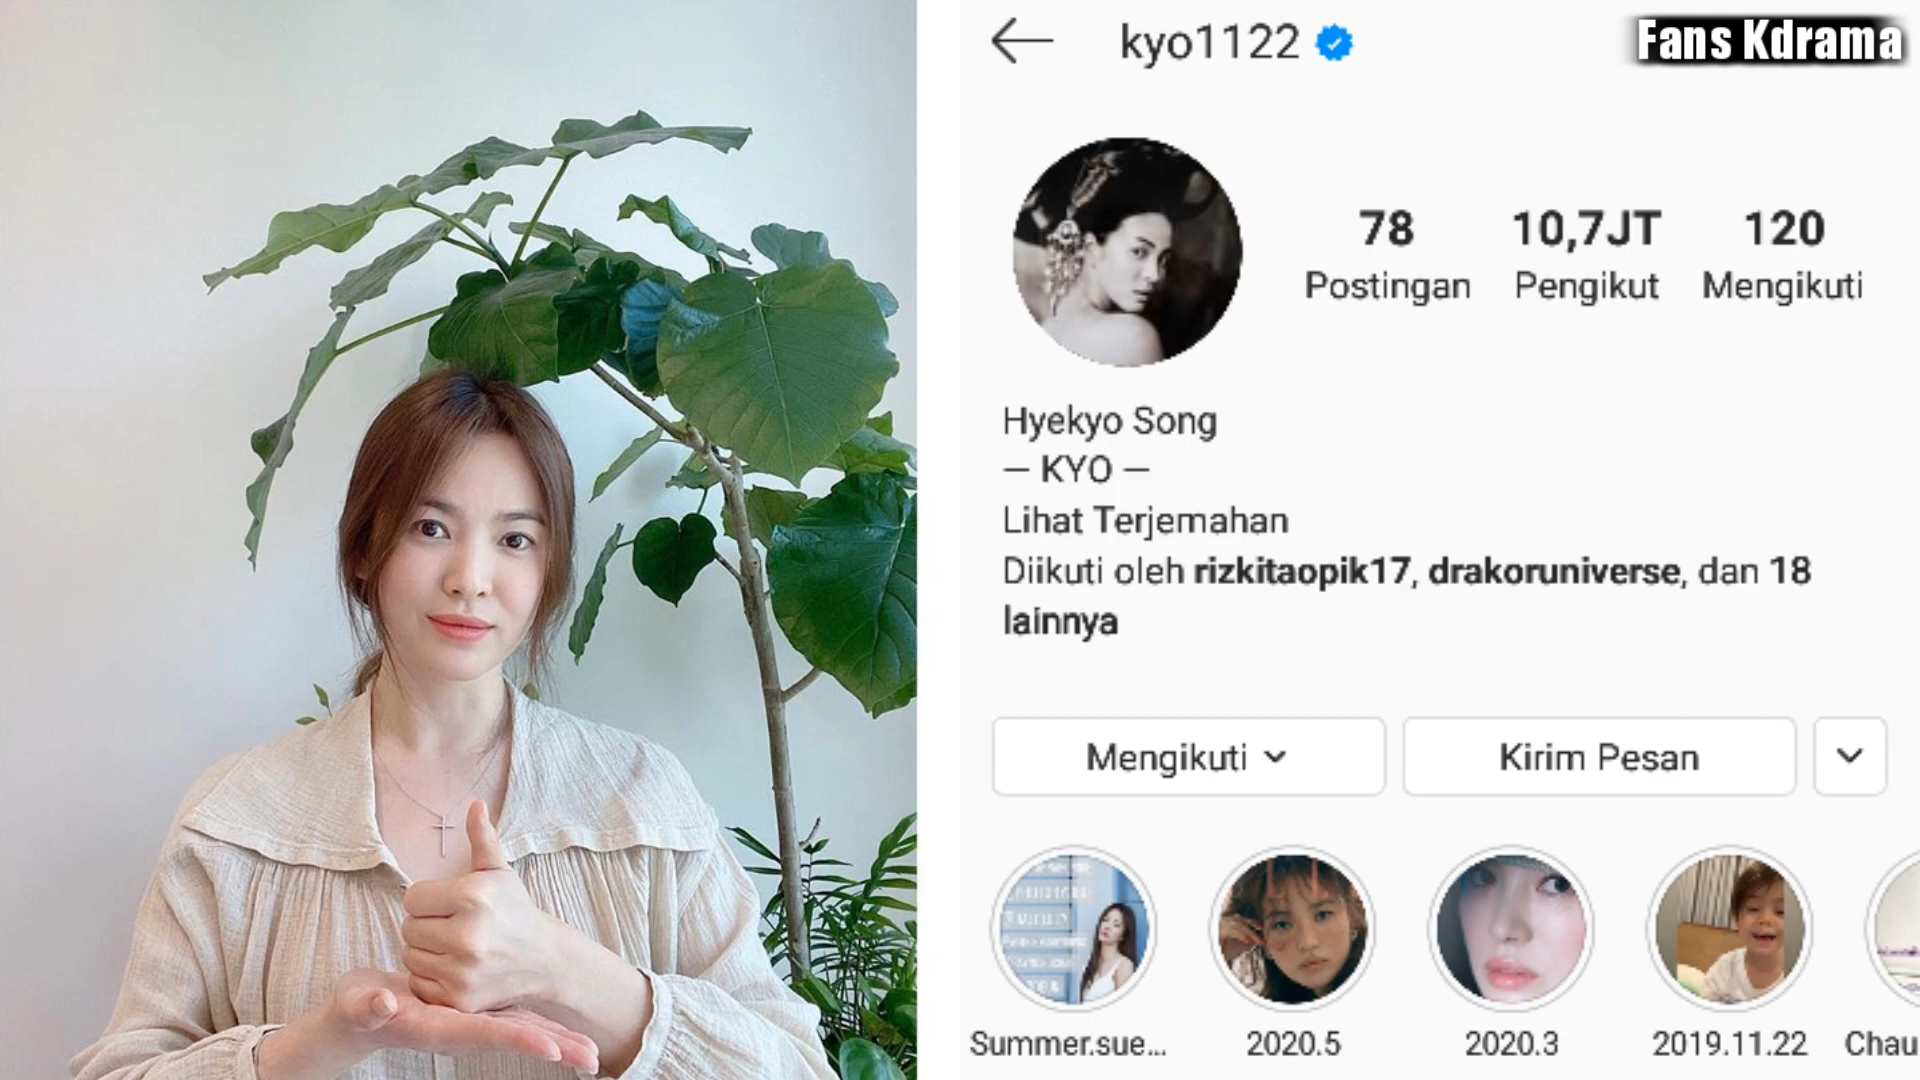 kyo1122
Fans Kdrama
78
10,7JT
120
Postingan
Pengikut
Mengikuti
Hyekyo Song
— KYO —
Lihat Terjemahan
Diikuti oleh rizkitaopik17, drakoruniverse, dan 18
lainnya
Mengikuti
Kirim Pesan
Summer.sue...
2020.5
2020.3
2019.11.22
Chau